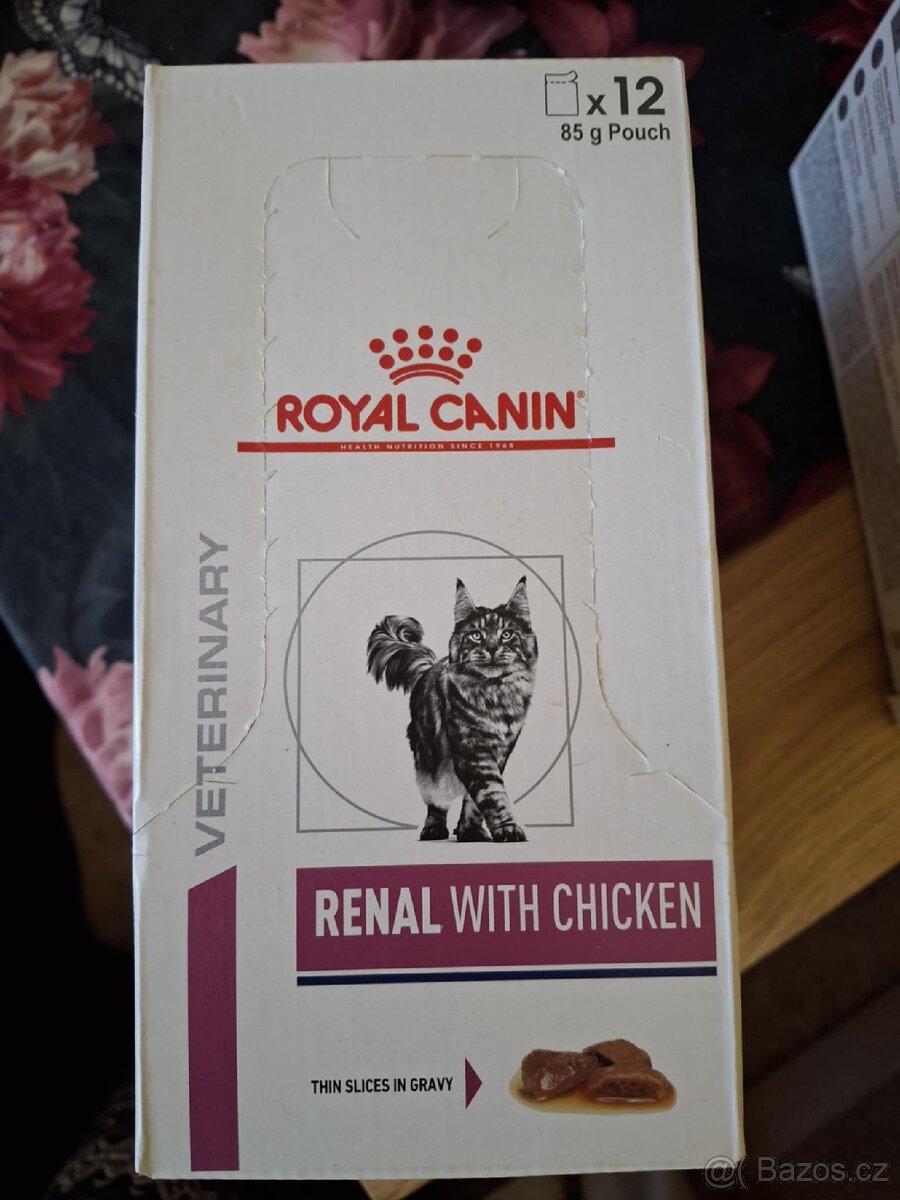 x12
85 g Pouch
ROYAL CANIN®
HEALTH NUTRITION SINCE 1968
VETERINARY
RENAL WITH CHICKEN
THIN SLICES IN GRAVY
@( Bazos.cz